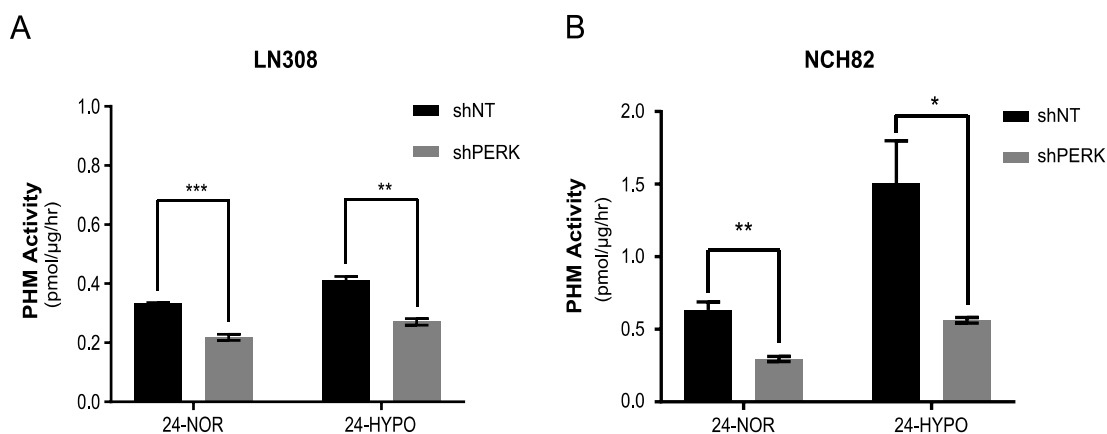 A
LN308
1.0
0.8
0.6
0.4
0.2
0.0
PHM Activity
(pmol/µg/hr)
shNT
shPERK
***
**
24-NOR
24-HYPO
B
NCH82
2.0
1.5
1.0
0.5
0.0
PHM Activity
(pmol/µg/hr)
shNT
shPERK
**
*
24-NOR
24-HYPO